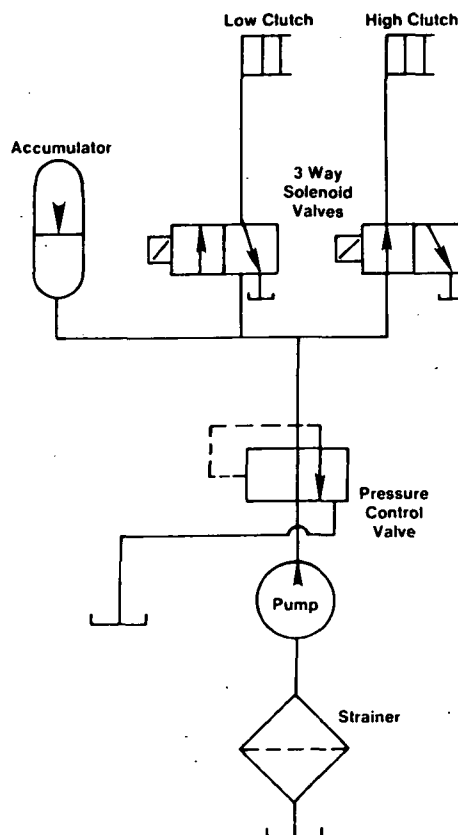 Low Clutch
High Clutch
Accumulator
3 Way
Solenoid
Valves
Pressure
Control
Valve
Pump
Strainer